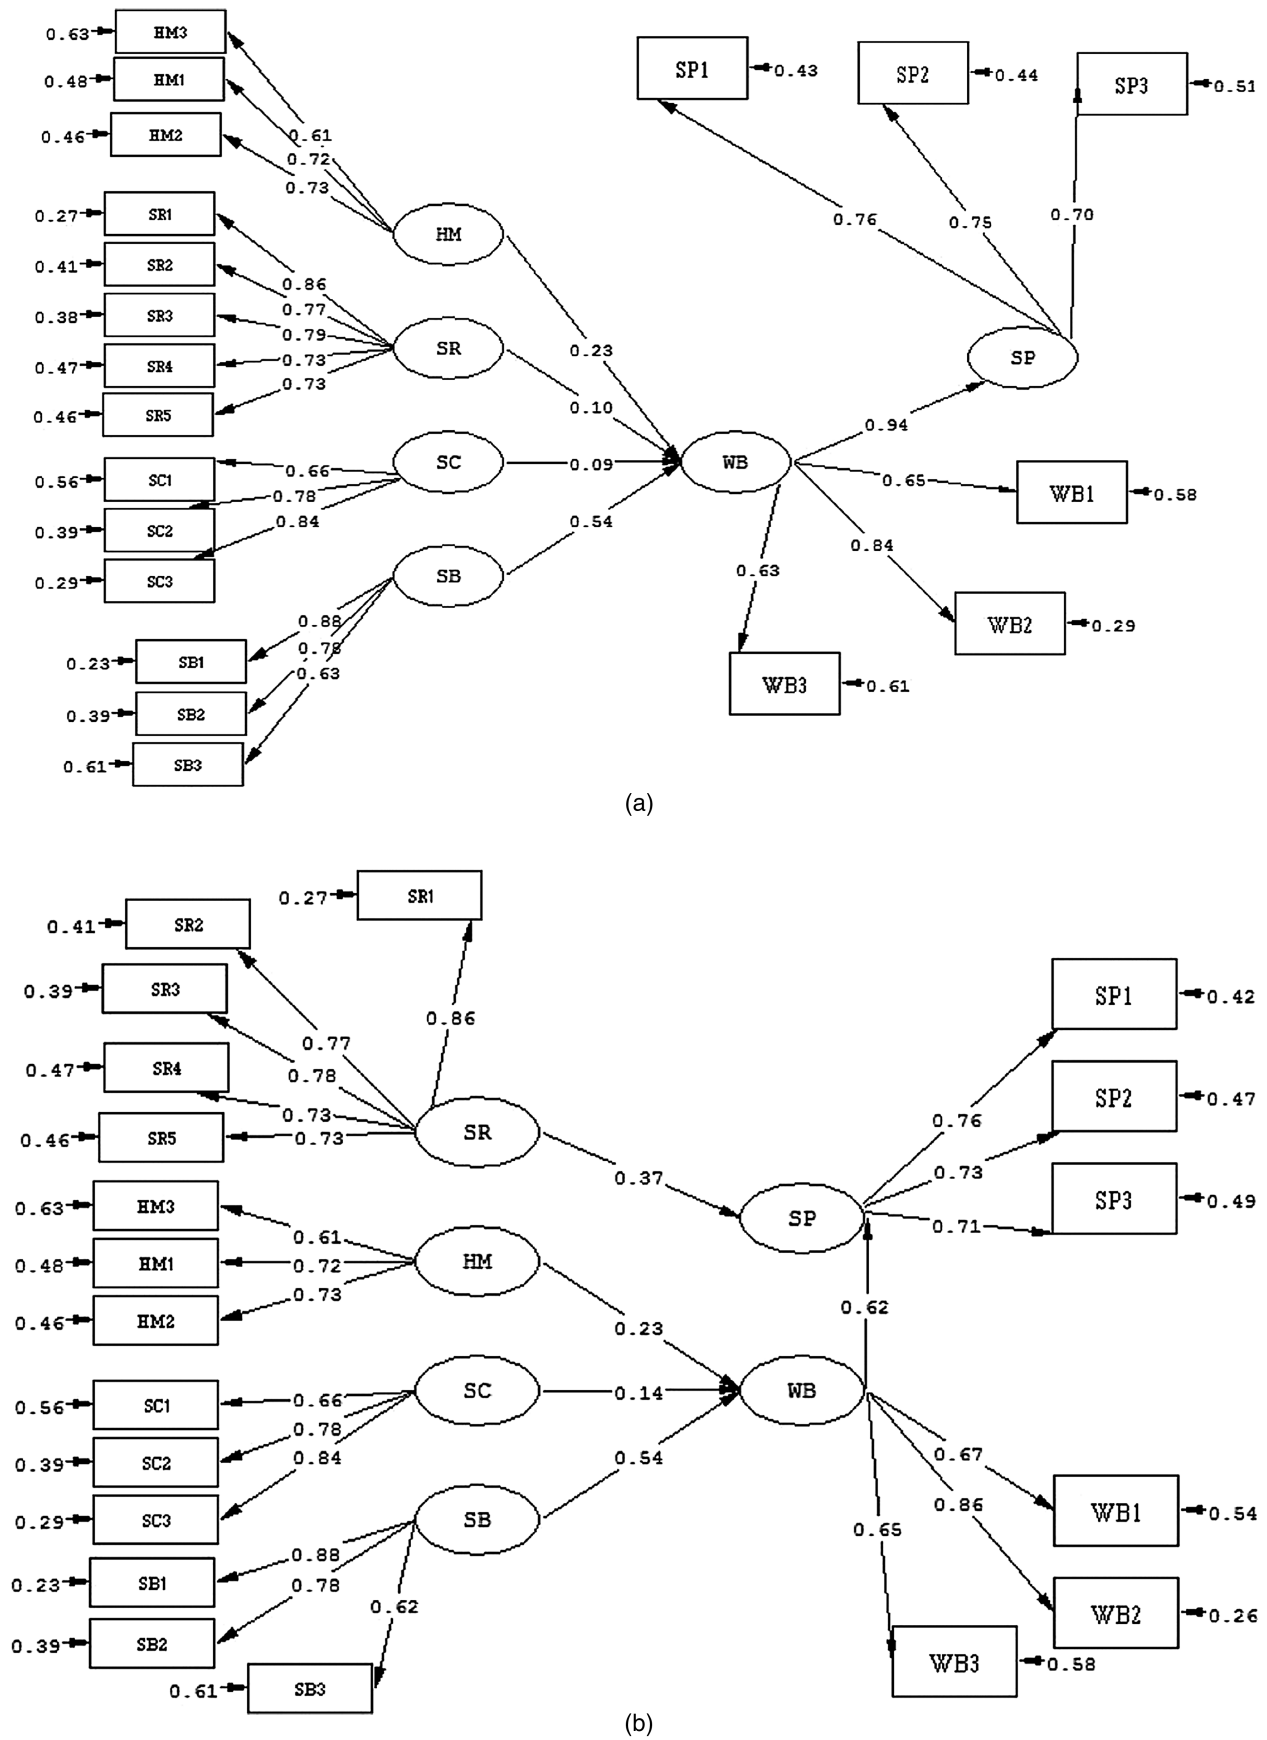 0.63 HM3
0.48 HM1
0.46 HM2
0.61
0.72
0.73
SP1 0.43
SP2 0.44
SP3 0.51
0.27 SR1
0.41 SR2
0.38 SR3
0.47 SR4
0.46 SR5
HM
0.76
0.75
0.70
0.86
0.77
0.79
0.73
0.73
SR
0.23
0.10
SP
0.94
0.56 SC1
0.39 SC2
0.29 SC3
0.66
0.78
0.84
SC
0.09
WB
0.65
WB1 0.58
0.54
SB
0.84
0.63
WB2 0.29
0.88
0.78
0.63
0.23 SB1
0.39 SB2
0.61 SB3
WB3 0.61
(a)
0.27 SR1
0.41 SR2
0.39 SR3
0.47 SR4
0.46 SR5
0.86
0.77
0.78
0.73
0.73
SR
SP1 0.42
SP2 0.47
SP3 0.49
0.76
0.73
0.71
0.37
SP
0.63 HM3
0.48 HM1
0.46 HM2
0.61
0.72
0.73
HM
0.23
0.62
0.56 SC1
0.39 SC2
0.29 SC3
0.66
0.78
0.84
SC
0.14
WB
0.54
SB
0.67
0.86
0.65
WB1 0.54
WB2 0.26
WB3 0.58
0.23 SB1
0.39 SB2
0.61 SB3
0.88
0.78
0.62
(b)